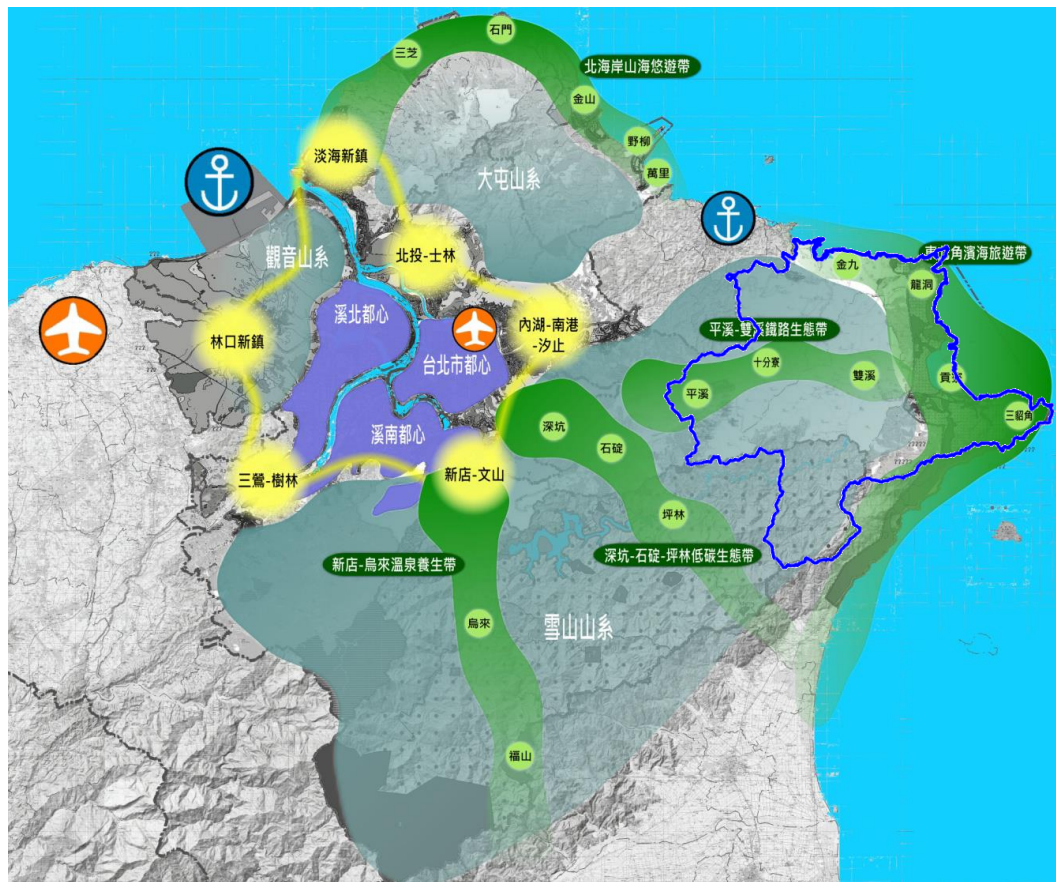 石門
三芝
北海岸山海悠遊帶
金山
野柳
淡海新鎮
萬里
大屯山系
觀音山系
北投-士林
金九
濱海旅遊帶
龍洞
溪北都心
內湖-南港
-汐止
平溪-雙溪鐵路生態帶
林口新鎮
台北市都心
十分寮
雙溪
平溪
三貂角
溪南都心
深坑
石碇
三鶯-樹林
新店-文山
坪林
深坑-石碇-坪林低碳生態帶
新店-烏來溫泉養生帶
烏來
雪山山系
福山